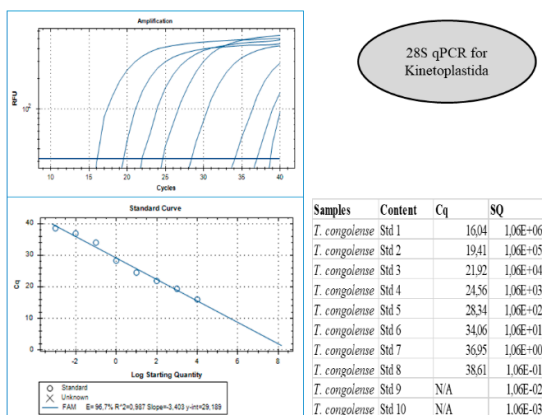 Amplification
RFU
10²
10 15 20 25 30 35 40
Cycles
28S qPCR for
Kinetoplastida
Standard Curve
Cq
40
30
20
10
0
-2 0 2 4 6 8
Log Starting Quantity
Standard
Unknown
FAM E= 96,7% R^2=0,987 Slope=-3,403 y-int=29,189
Samples Content Cq SQ
T. congolense Std 1 16,04 1,06E+06
T. congolense Std 2 19,41 1,06E+05
T. congolense Std 3 21,92 1,06E+04
T. congolense Std 4 24,56 1,06E+03
T. congolense Std 5 28,34 1,06E+02
T. congolense Std 6 34,06 1,06E+01
T. congolense Std 7 36,95 1,06E+00
T. congolense Std 8 38,61 1,06E-01
T. congolense Std 9 N/A 1,06E-02
T. congolense Std 10 N/A 1,06E-03